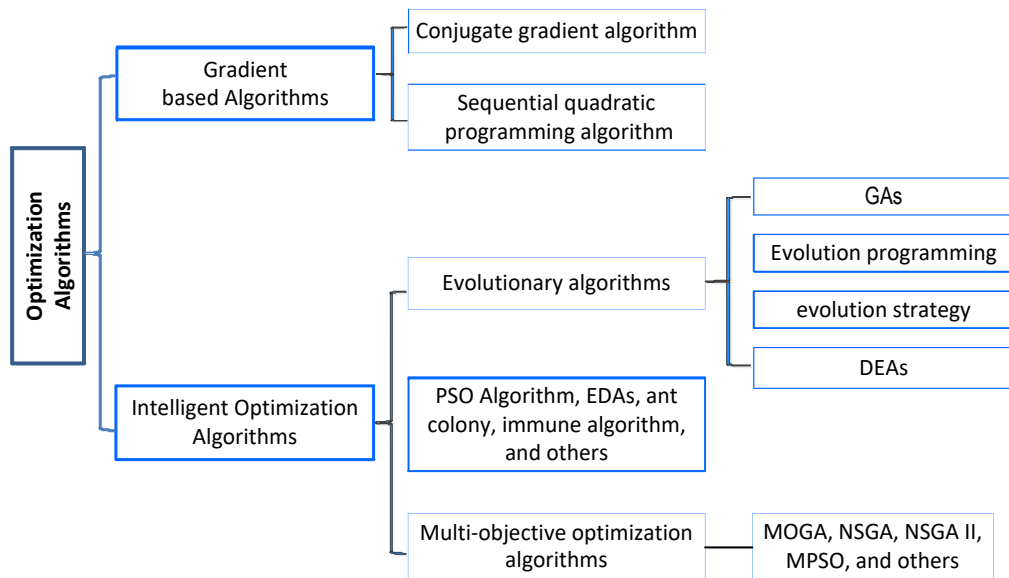 Optimization
Algorithms
Gradient
based Algorithms
Conjugate gradient algorithm
Sequential quadratic
programming algorithm
Intelligent Optimization
Algorithms
Evolutionary algorithms
GAs
Evolution programming
evolution strategy
DEAs
PSO Algorithm, EDAs, ant
colony, immune algorithm,
and others
Multi-objective optimization
algorithms
MOGA, NSGA, NSGA II,
MPSO, and others